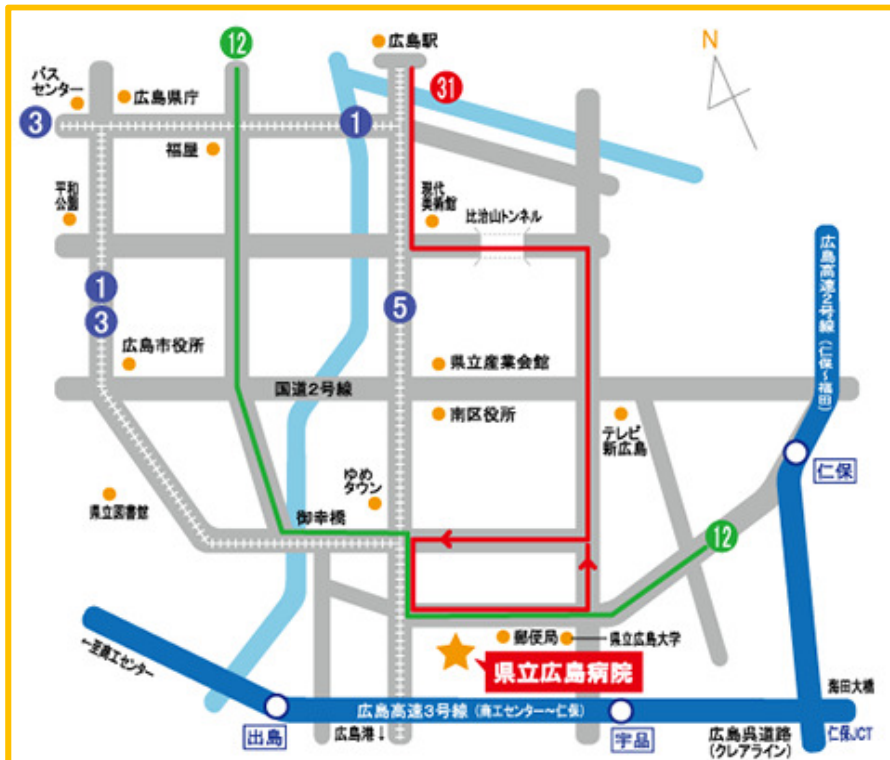 12
広島駅
N
バス
センター
広島県庁
31
3
1
福屋
平和
公園
現代
美術館
比治山トンネル
1
3
5
広島高速2号線(仁保〜福田)
広島市役所
県立産業会館
国道2号線
南区役所
テレビ
新広島
仁保
ゆめ
タウン
県立図書館
御幸橋
12
郵便局
県立広島大学
県立広島病院
←至商工センター
海田大橋
広島高速3号線(商工センター〜仁保)
出島
広島港↓
宇品
広島呉道路
(クレアライン)
仁保JCT